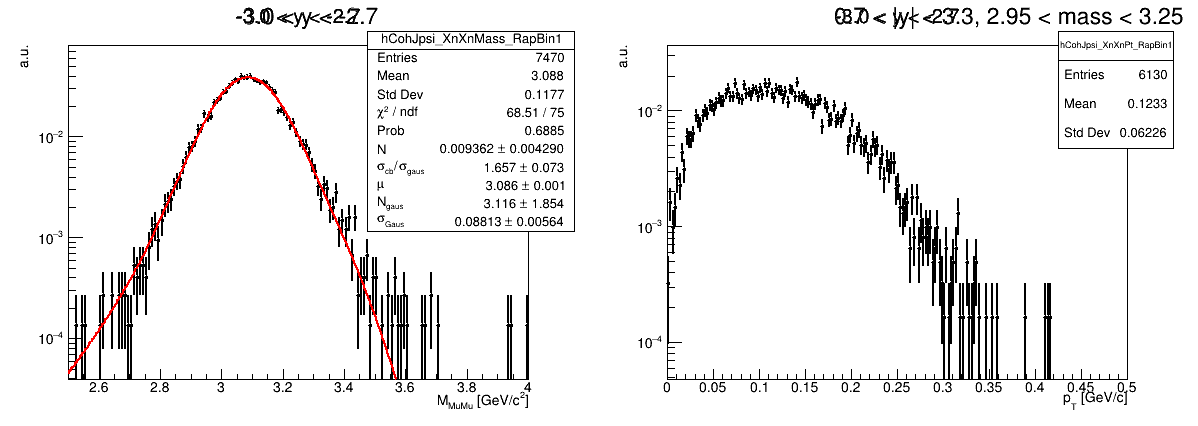 a.u.
hCohJpsi_XnXnMass_RapBin1
Entries 7470
Mean 3.088
Std Dev 0.1177
χ² / ndf 68.51 / 75
Prob 0.6885
N 0.009362 ± 0.004290
σcb/σgaus 1.657 ± 0.073
μ 3.086 ± 0.001
Ngaus 3.116 ± 1.854
σGaus 0.08813 ± 0.00564
10⁻²
10⁻³
10⁻⁴
2.6 2.8 3 3.2 3.4 3.6 3.8 4
MMuMu [GeV/c²]
, 2.95 < mass < 3.25
a.u.
hCohJpsi_XnXnPt_RapBin1
Entries 6130
Mean 0.1233
Std Dev 0.06226
10⁻²
10⁻³
10⁻⁴
0 0.05 0.1 0.15 0.2 0.25 0.3 0.35 0.4 0.45 0.5
pT [GeV/c]